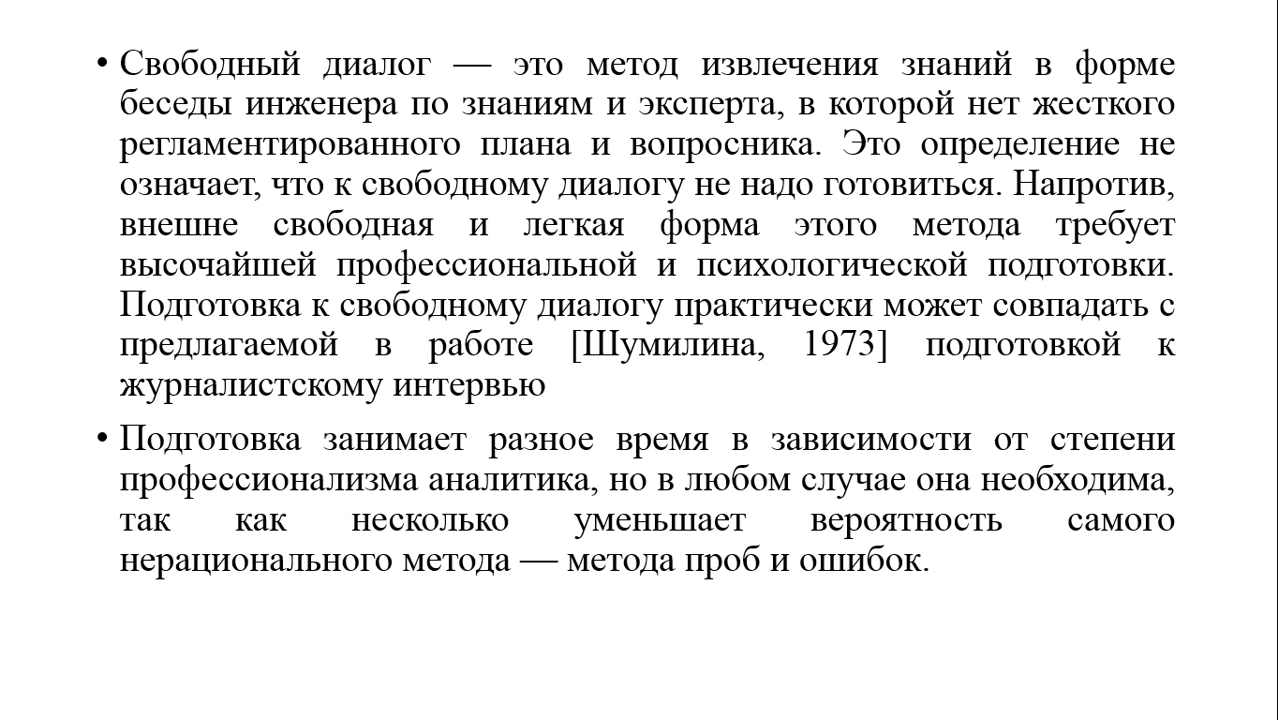 • Свободный диалог — это метод извлечения знаний в форме
беседы инженера по знаниям и эксперта, в которой нет жесткого
регламентированного плана и вопросника. Это определение не
означает, что к свободному диалогу не надо готовиться. Напротив,
внешне свободная и легкая форма этого метода требует
высочайшей профессиональной и психологической подготовки.
Подготовка к свободному диалогу практически может совпадать с
предлагаемой в работе [Шумилина, 1973] подготовкой к
журналистскому интервью
• Подготовка занимает разное время в зависимости от степени
профессионализма аналитика, но в любом случае она необходима,
так как несколько уменьшает вероятность самого
нерационального метода — метода проб и ошибок.